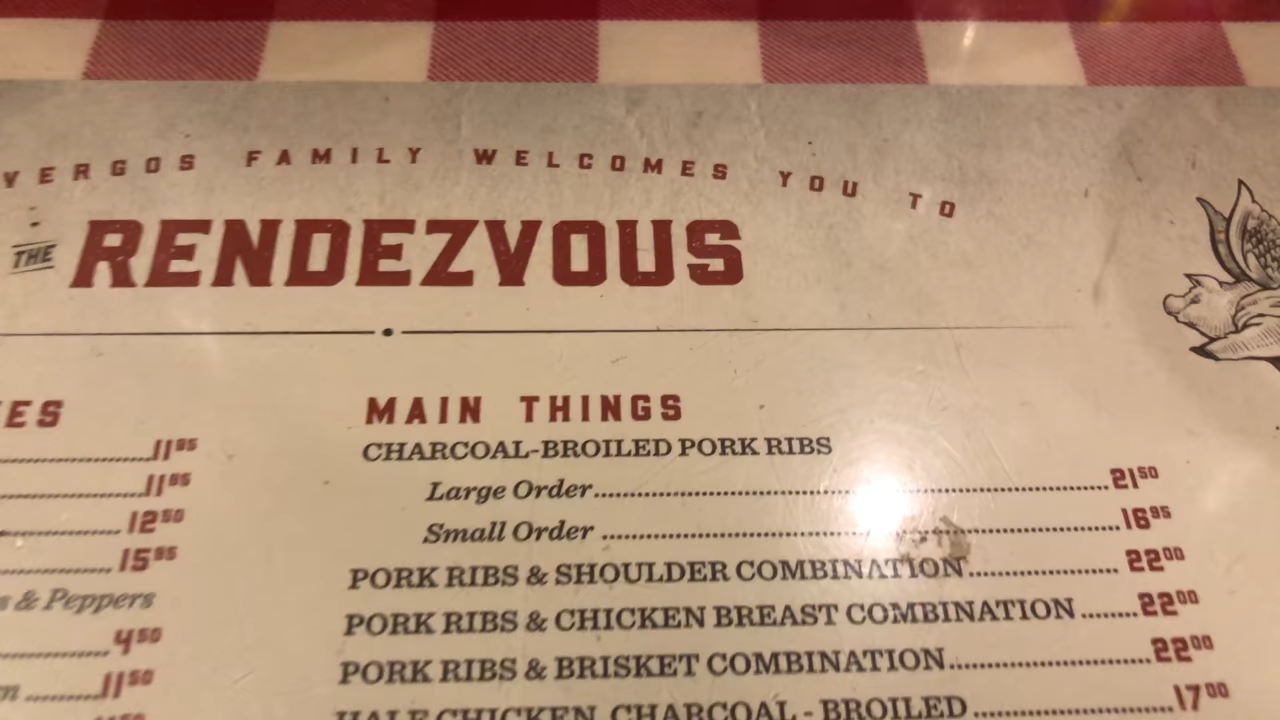 VERGOS FAMILY WELCOMES YOU TO
THE RENDEZVOUS
ES
11 95
11 95
12 50
15 95
& Peppers
4 50
11 50
MAIN THINGS
CHARCOAL-BROILED PORK RIBS
Large Order 21 50
Small Order 16 95
PORK RIBS & SHOULDER COMBINATION 22 00
PORK RIBS & CHICKEN BREAST COMBINATION 22 00
PORK RIBS & BRISKET COMBINATION 22 00
CHICKEN, CHARCOAL - BROILED 17 00